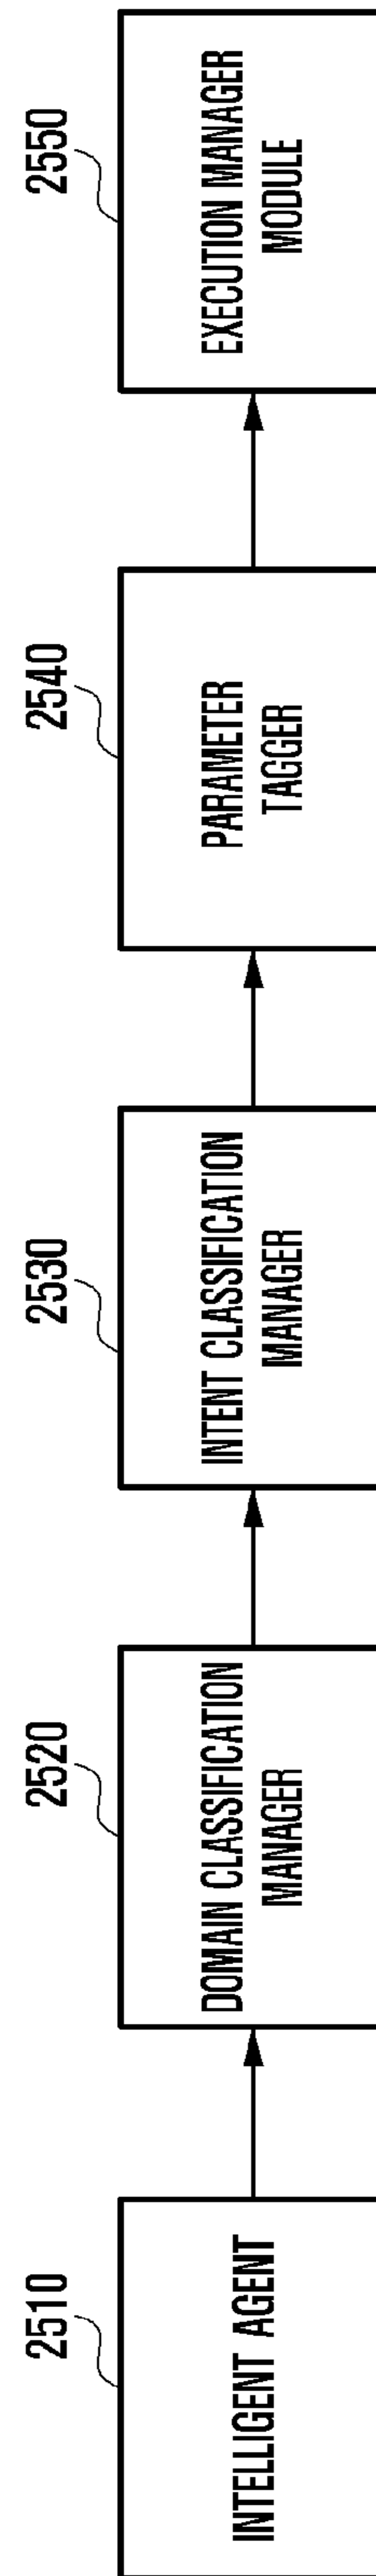 2510
INTELLIGENT AGENT
2520
DOMAIN CLASSIFICATION
MANAGER
2530
INTENT CLASSIFICATION
MANAGER
2540
PARAMETER
TAGGER
2550
EXECUTION MANAGER
MODULE